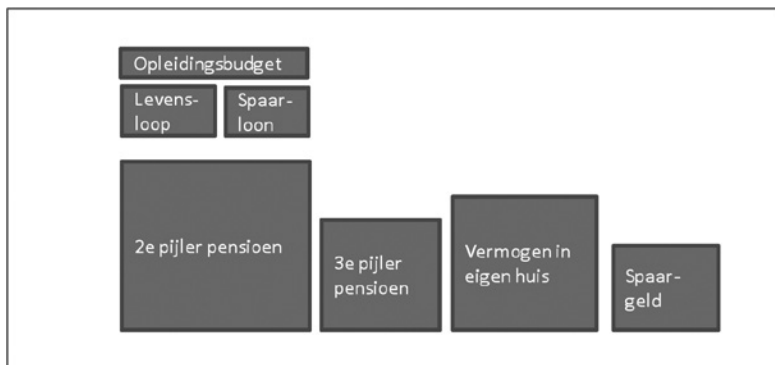 Opleidingsbudget
Levens-
loop
Spaar-
loon
2e pijler pensioen
3e pijler
pensioen
Vermogen in
eigen huis
Spaar-
geld